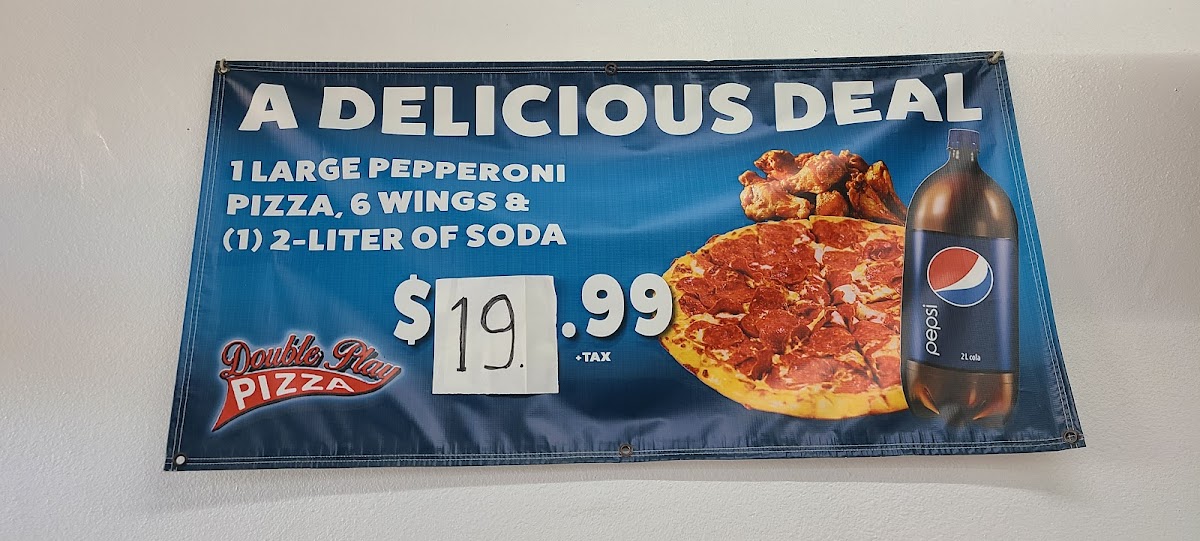 A DELICIOUS DEAL
1 LARGE PEPPERONI
PIZZA, 6 WINGS &
(1) 2-LITER OF SODA
$19..99
+TAX
Double Play
PIZZA
pepsi
2L cola